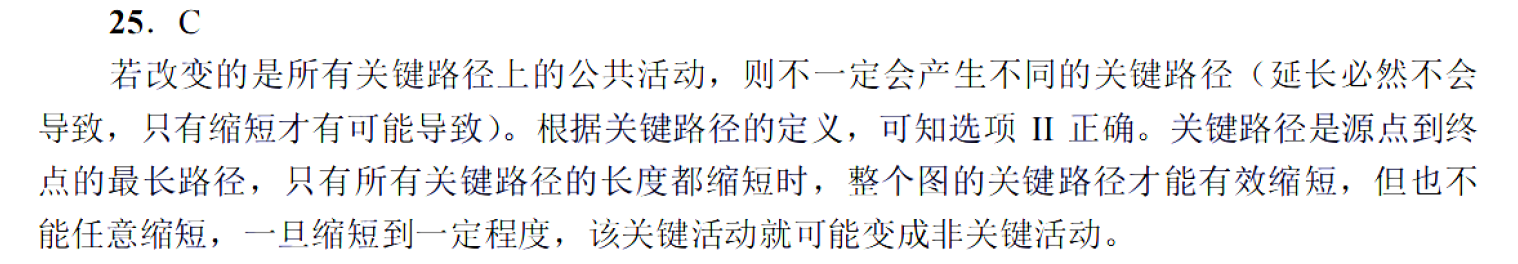 25. C
若改变的是所有关键路径上的公共活动，则不一定会产生不同的关键路径（延长必然不会
导致，只有缩短才有可能导致）。根据关键路径的定义，可知选项 II 正确。关键路径是源点到终
点的最长路径，只有所有关键路径的长度都缩短时，整个图的关键路径才能有效缩短，但也不
能任意缩短，一旦缩短到一定程度，该关键活动就可能变成非关键活动。